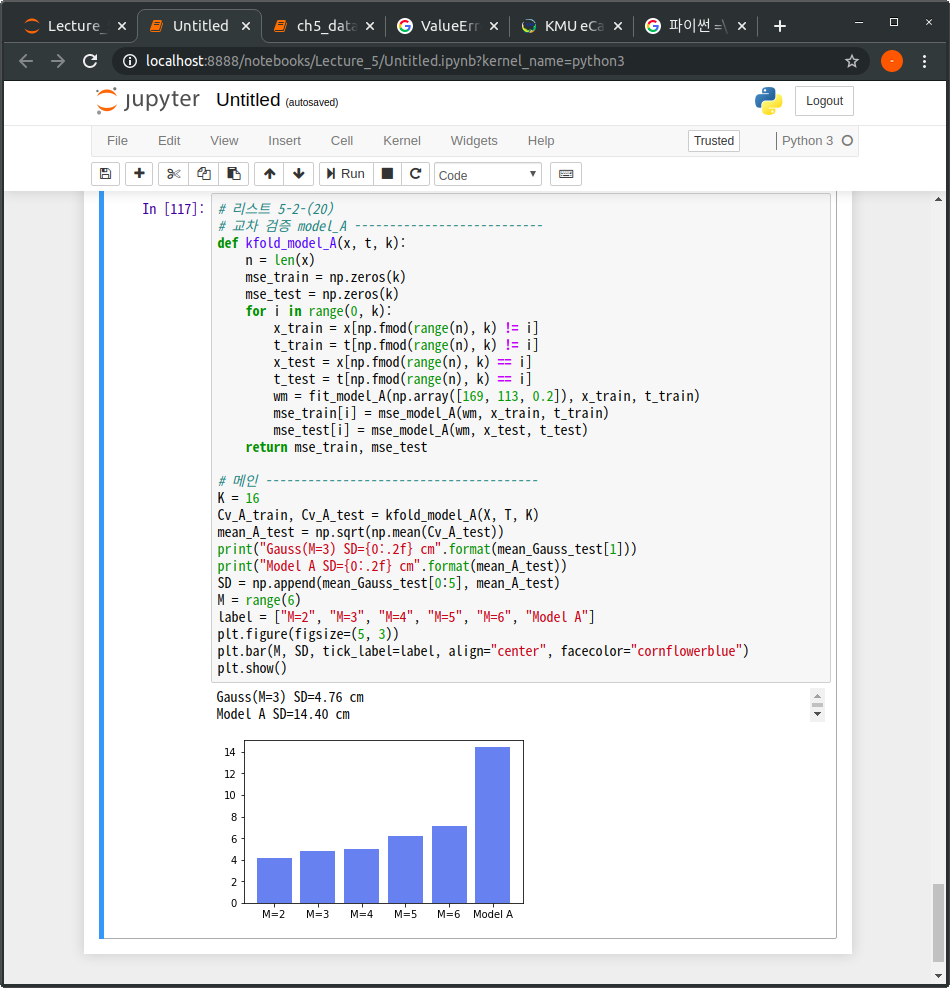 Lecture_
Untitled
ch5_data
ValueErr
KMU eCa
파이썬 =\
localhost:8888/notebooks/Lecture_5/Untitled.ipynb?kernel_name=python3
jupyter Untitled (autosaved)
Logout
File Edit View Insert Cell Kernel Widgets Help Trusted Python 3
Run Code
In [117]:
# 리스트 5-2-(20)
# 교차 검증 model_A ---------------------------
def kfold_model_A(x, t, k):
    n = len(x)
    mse_train = np.zeros(k)
    mse_test = np.zeros(k)
    for i in range(0, k):
        x_train = x[np.fmod(range(n), k) != i]
        t_train = t[np.fmod(range(n), k) != i]
        x_test = x[np.fmod(range(n), k) == i]
        t_test = t[np.fmod(range(n), k) == i]
        wm = fit_model_A(np.array([169, 113, 0.2]), x_train, t_train)
        mse_train[i] = mse_model_A(wm, x_train, t_train)
        mse_test[i] = mse_model_A(wm, x_test, t_test)
    return mse_train, mse_test
# 메인 ---------------------------------------
K = 16
Cv_A_train, Cv_A_test = kfold_model_A(X, T, K)
mean_A_test = np.sqrt(np.mean(Cv_A_test))
print("Gauss(M=3) SD={0:.2f} cm".format(mean_Gauss_test[1]))
print("Model A SD={0:.2f} cm".format(mean_A_test))
SD = np.append(mean_Gauss_test[0:5], mean_A_test)
M = range(6)
label = ["M=2", "M=3", "M=4", "M=5", "M=6", "Model A"]
plt.figure(figsize=(5, 3))
plt.bar(M, SD, tick_label=label, align="center", facecolor="cornflowerblue")
plt.show()
Gauss(M=3) SD=4.76 cm
Model A SD=14.40 cm
14
12
10
8
6
4
2
0
M=2 M=3 M=4 M=5 M=6 Model A